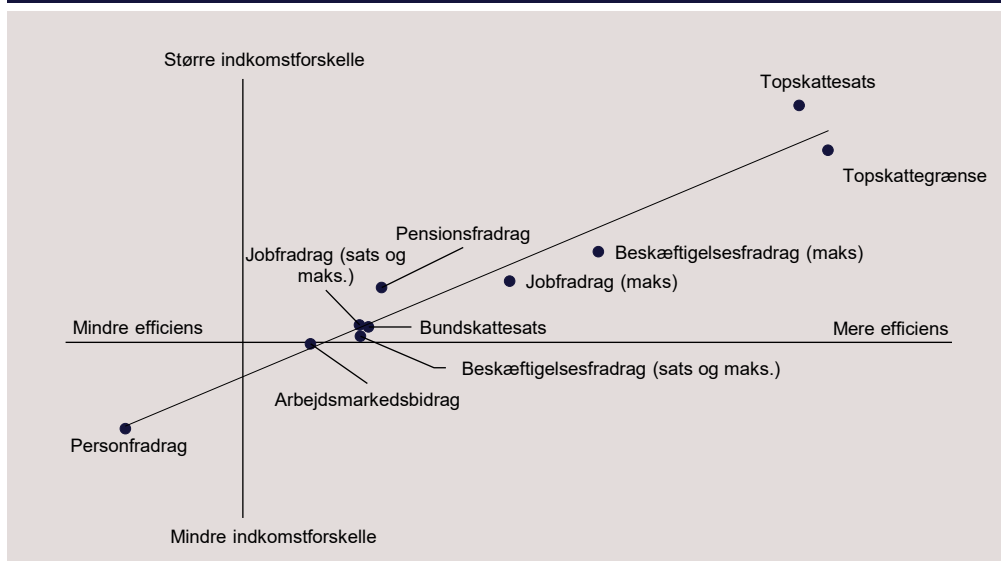 Større indkomstforskelle
Topskattesats
Topskattegrænse
Pensionsfradrag
Jobfradrag (sats og
maks.)
Beskæftigelsesfradrag (maks)
Jobfradrag (maks)
Mindre efficiens
Bundskattesats
Mere efficiens
Beskæftigelsesfradrag (sats og maks.)
Arbejdsmarkedsbidrag
Personfradrag
Mindre indkomstforskelle